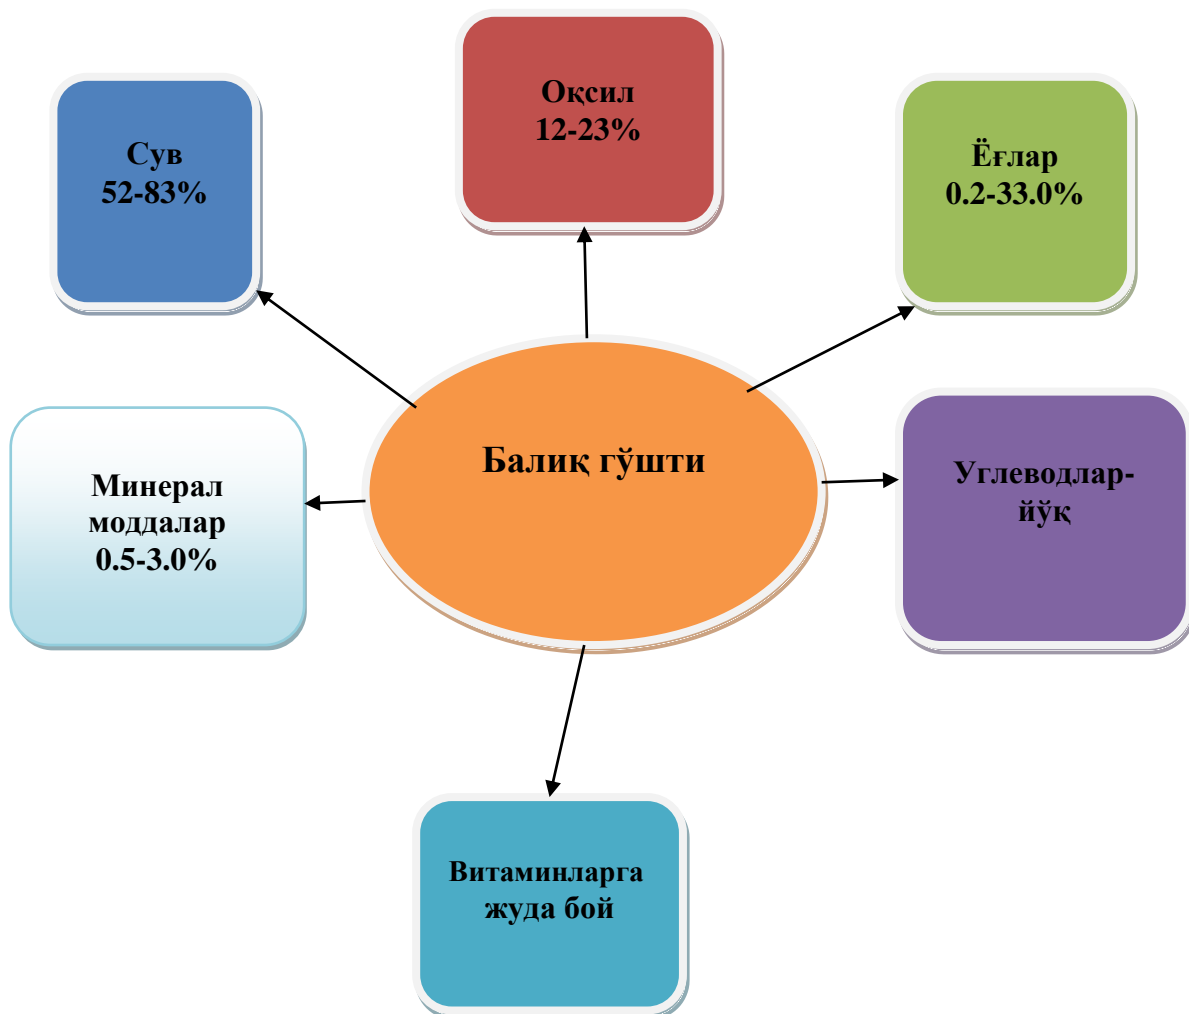 Оқсил
12-23%
Сув
52-83%
Ёғлар
0.2-33.0%
Балиқ гўшти
Минерал
моддалар
0.5-3.0%
Углеводлар-
йўқ
Витаминларга
жуда бой